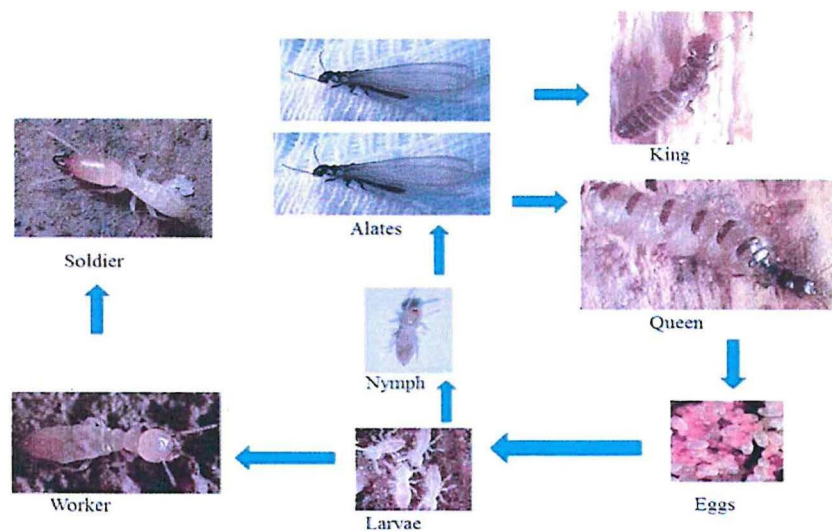 King
Alates
Soldier
Queen
Nymph
Worker
Larvae
Eggs